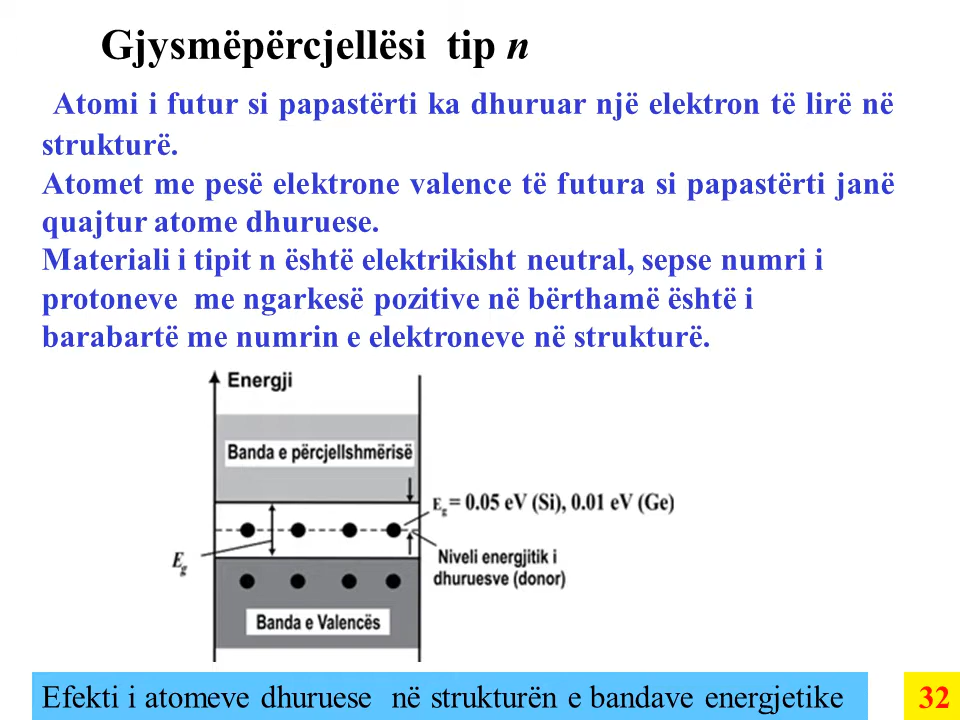 Gjysmëpërcjellësi tip n
Atomi i futur si papastërti ka dhuruar një elektron të lirë në
strukturë.
Atomet me pesë elektrone valence të futura si papastërti janë
quajtur atome dhuruese.
Materiali i tipit n është elektrikisht neutral, sepse numri i
protoneve me ngarkesë pozitive në bërthamë është i
barabartë me numrin e elektroneve në strukturë.
Energji
Banda e përcjellshmërisë
Eg = 0.05 eV (Si), 0.01 eV (Ge)
Eg
Niveli energjitik i
dhuruesve (donor)
Banda e Valencës
Efekti i atomeve dhuruese në strukturën e bandave energjetike
32